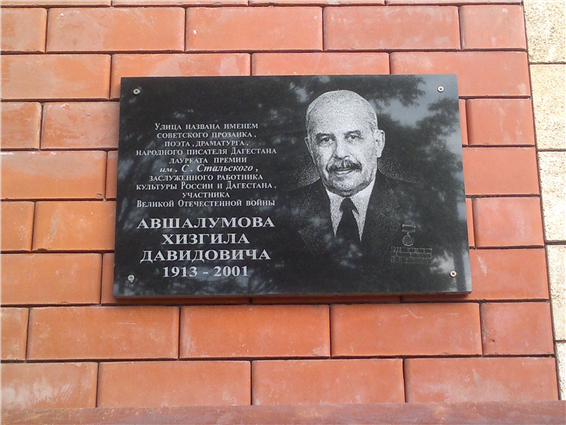 Улица названа именем
советского прозаика,
поэта, драматурга,
народного писателя Дагестана
лауреата премии
им. С. Стальского,
заслуженного работника
культуры России и Дагестана,
участника
Великой Отечестенной войны
АВШАЛУМОВА
ХИЗГИЛА
ДАВИДОВИЧА
1913 - 2001